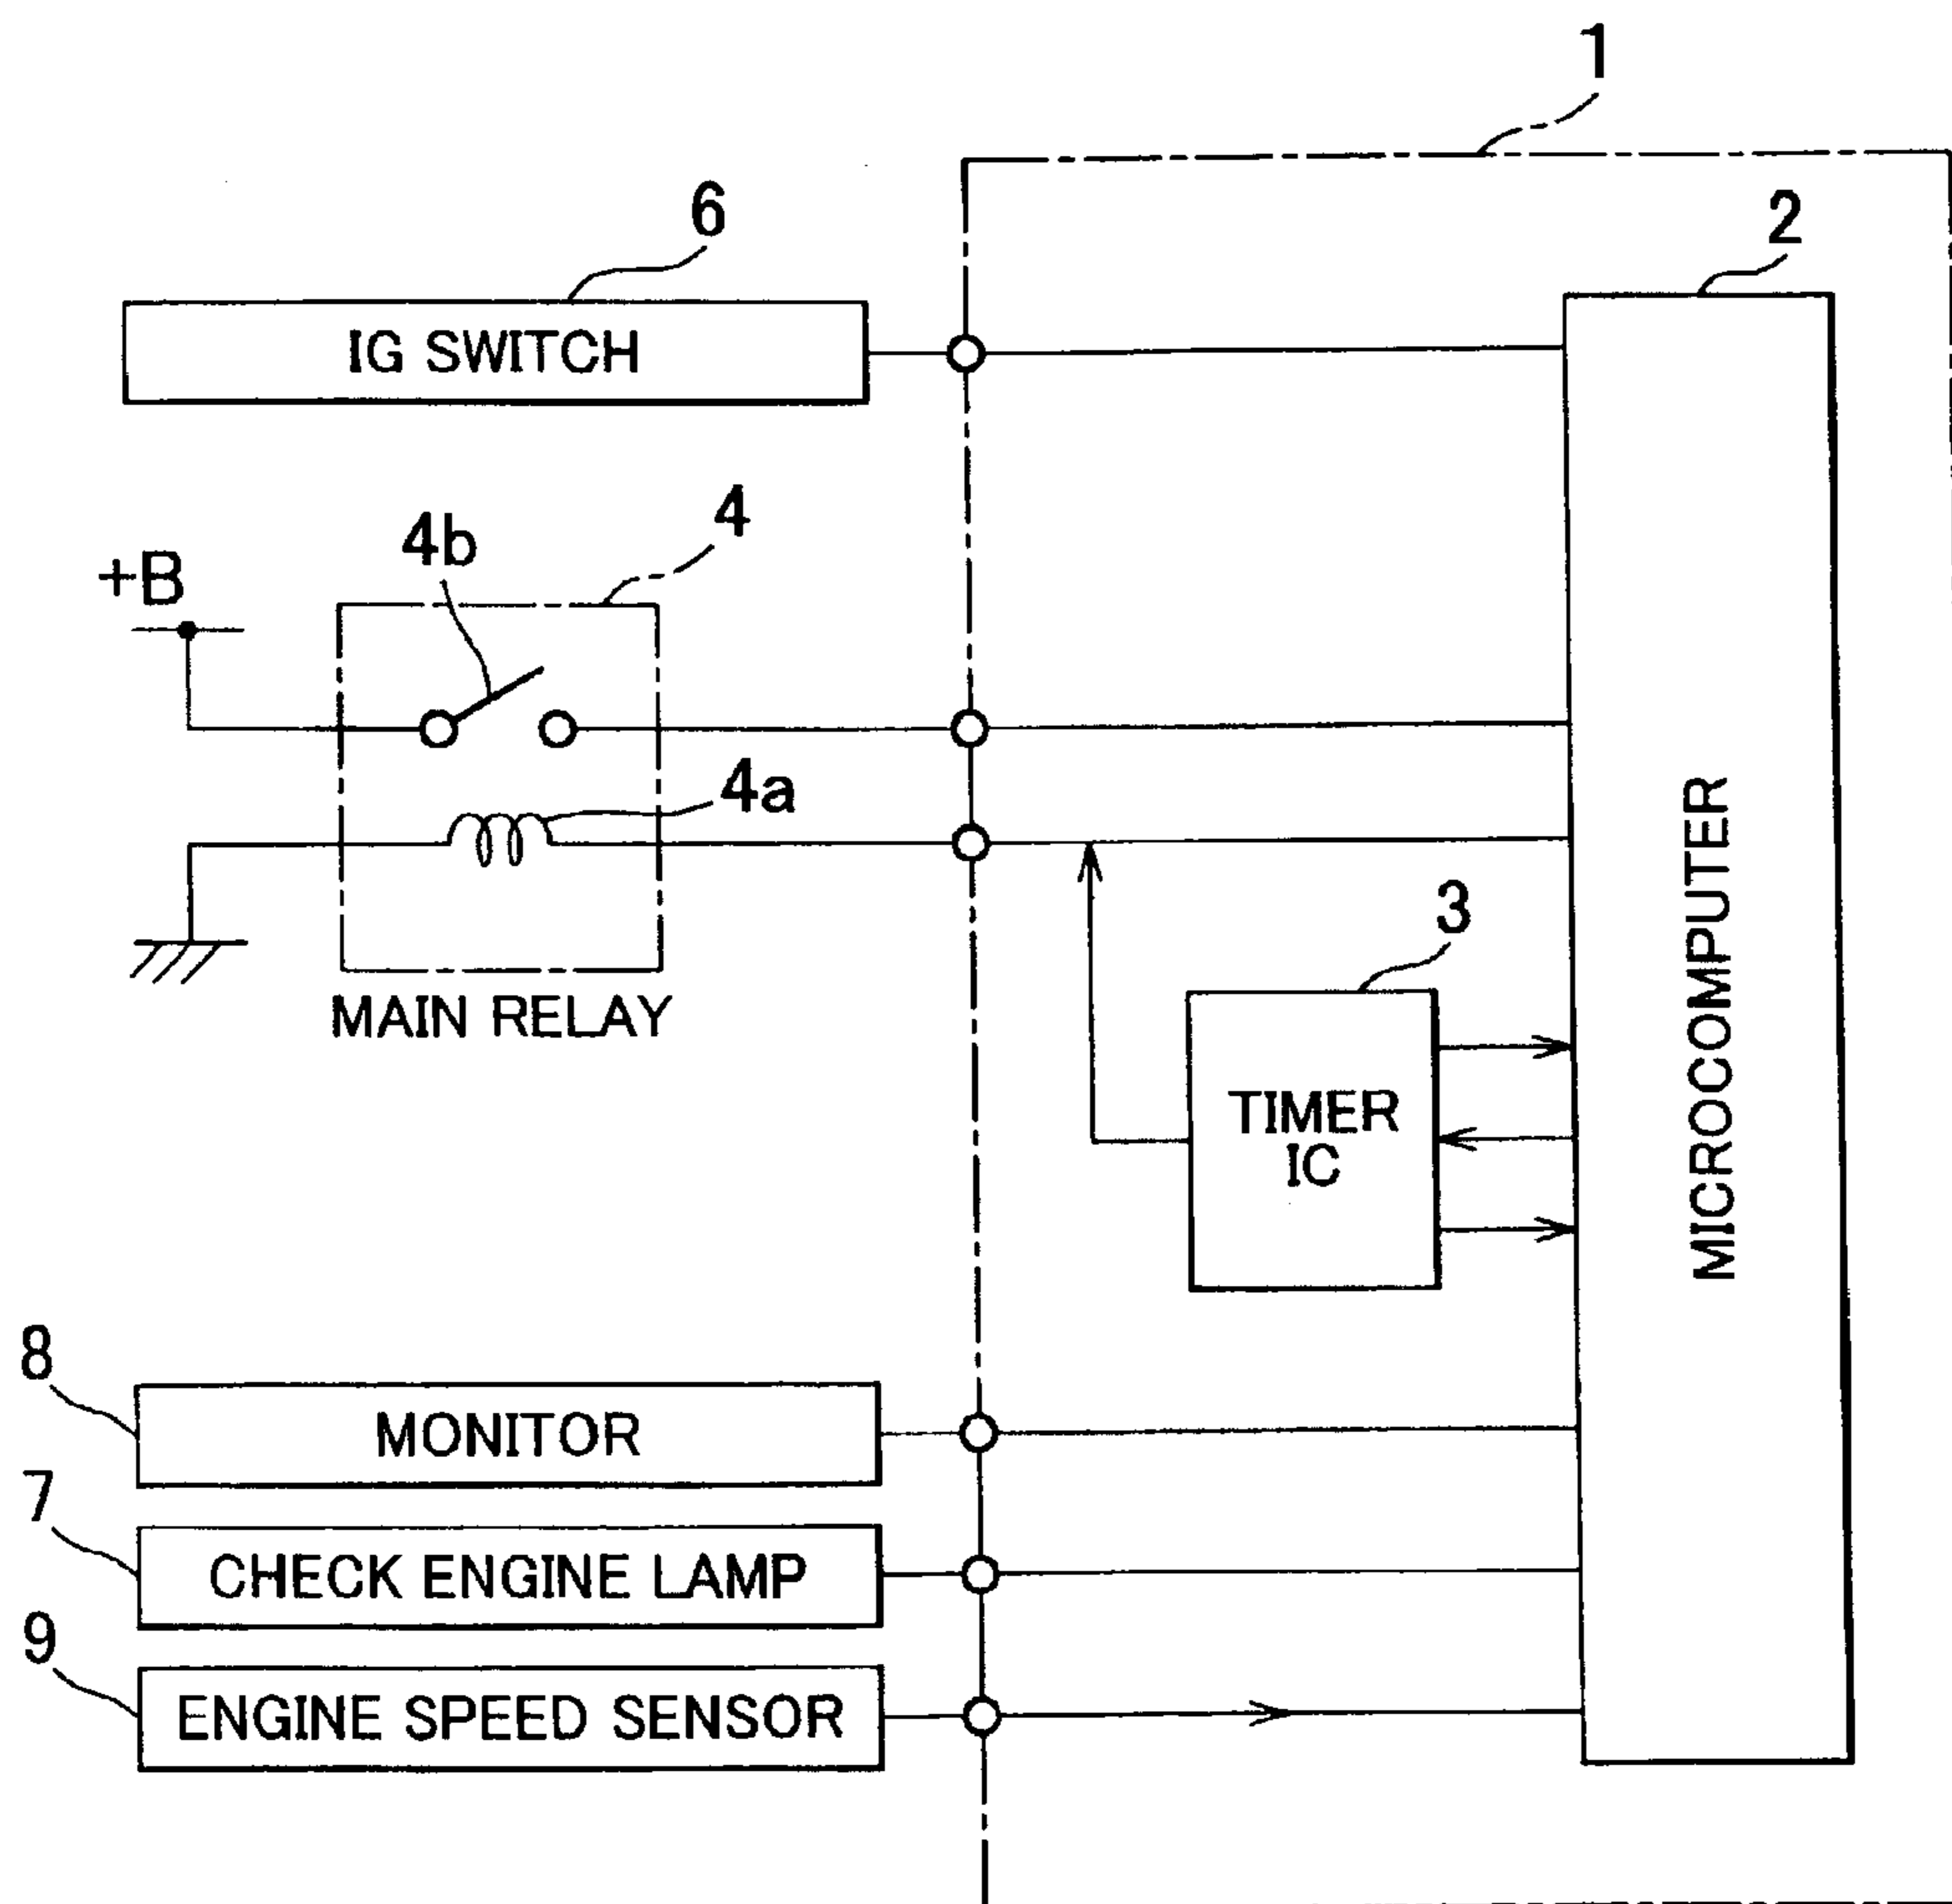 1
2
6
IG SWITCH
4
4b
+B
4a
3
MAIN RELAY
TIMER
IC
MICROCOMPUTER
8
MONITOR
7
CHECK ENGINE LAMP
9
ENGINE SPEED SENSOR